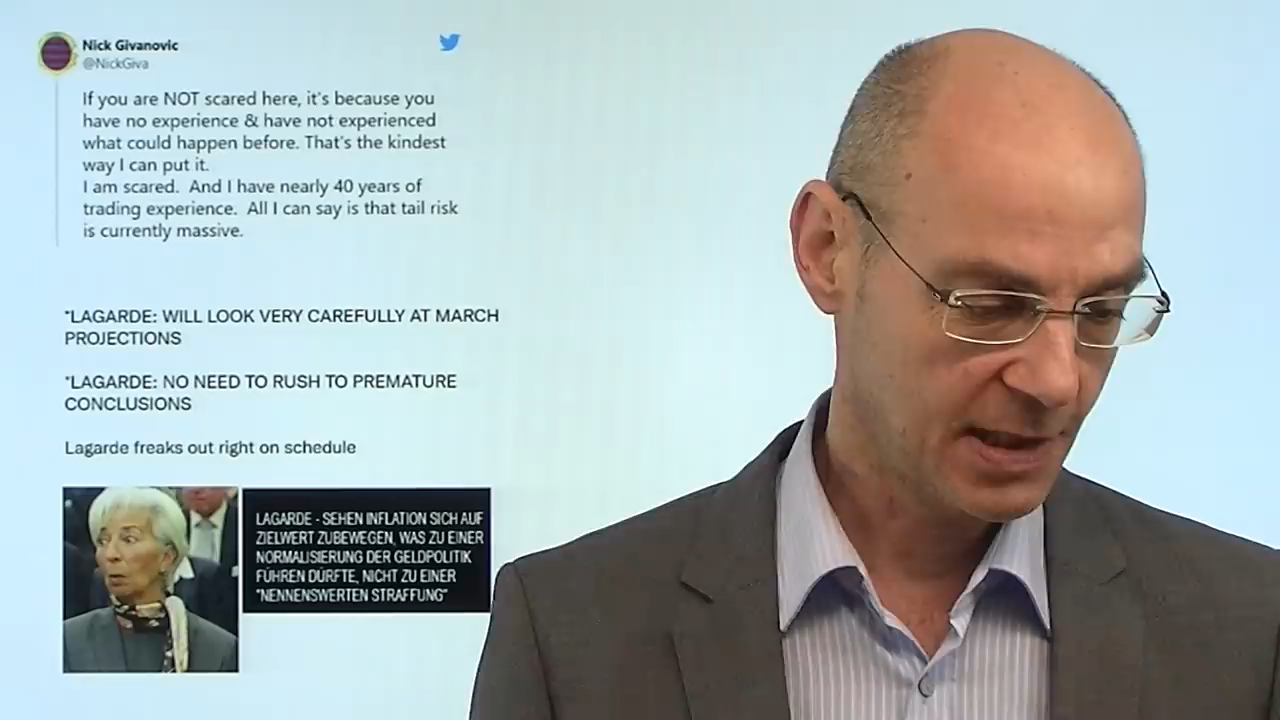 Nick Givanovic
@NickGiva
If you are NOT scared here, it's because you
have no experience & have not experienced
what could happen before. That's the kindest
way I can put it.
I am scared.  And I have nearly 40 years of
trading experience.  All I can say is that tail risk
is currently massive.
*LAGARDE: WILL LOOK VERY CAREFULLY AT MARCH
PROJECTIONS
*LAGARDE: NO NEED TO RUSH TO PREMATURE
CONCLUSIONS
Lagarde freaks out right on schedule
LAGARDE - SEHEN INFLATION SICH AUF
ZIELWERT ZUBEWEGEN, WAS ZU EINER
NORMALISIERUNG DER GELDPOLITIK
FÜHREN DÜRFTE, NICHT ZU EINER
"NENNENSWERTEN STRAFFUNG"